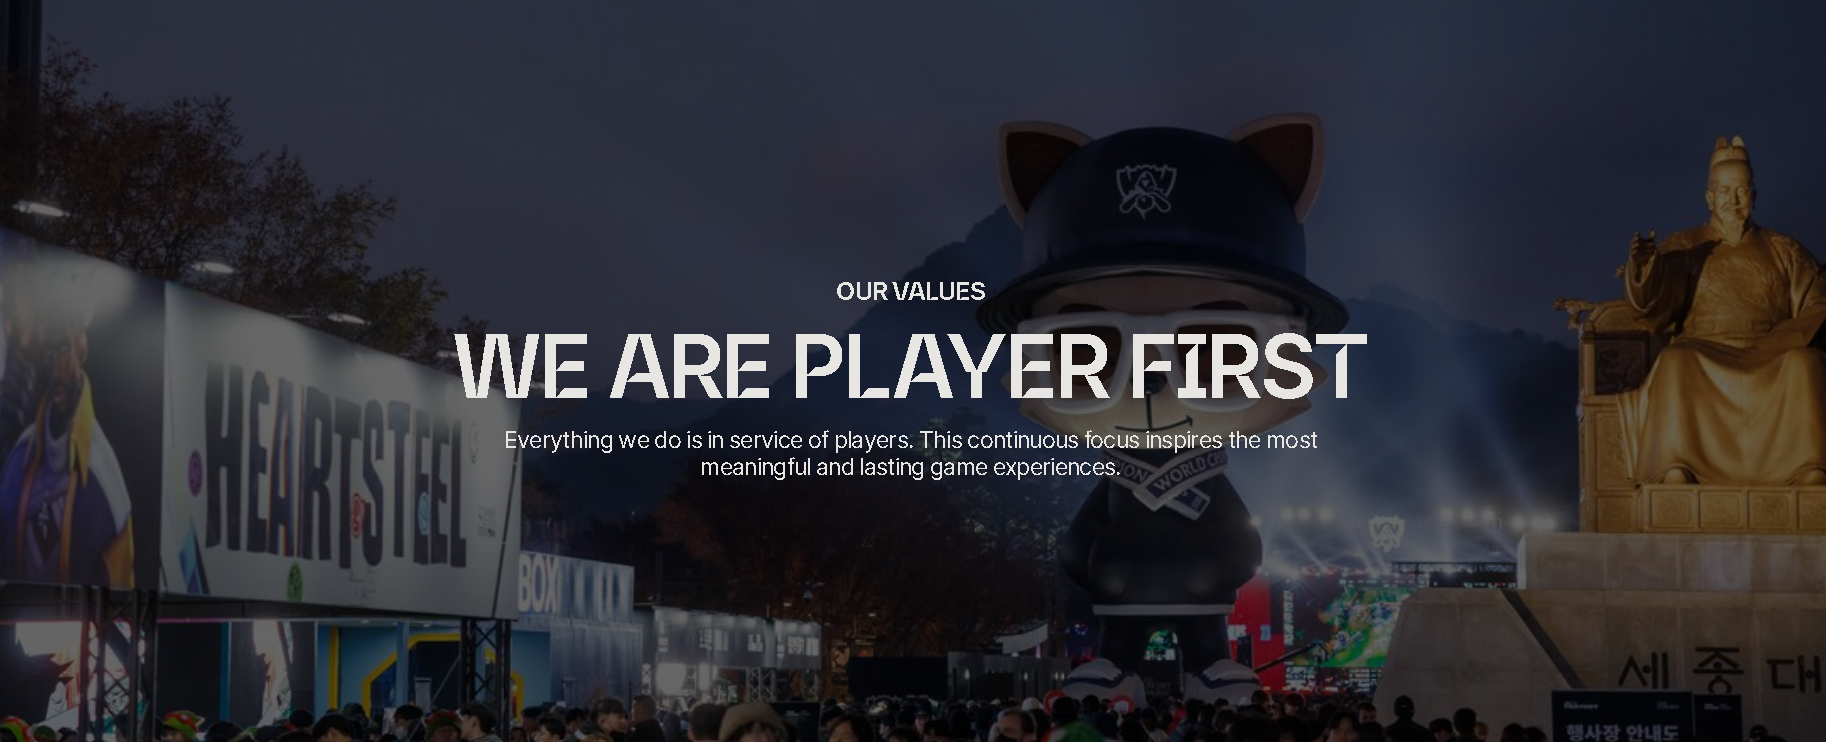 OUR VALUES
WE ARE PLAYER FIRST
Everything we do is in service of players. This continuous focus inspires the most
meaningful and lasting game experiences.
HEARTSTEEL
BOX
WORLD
세종대
행사장 안내도